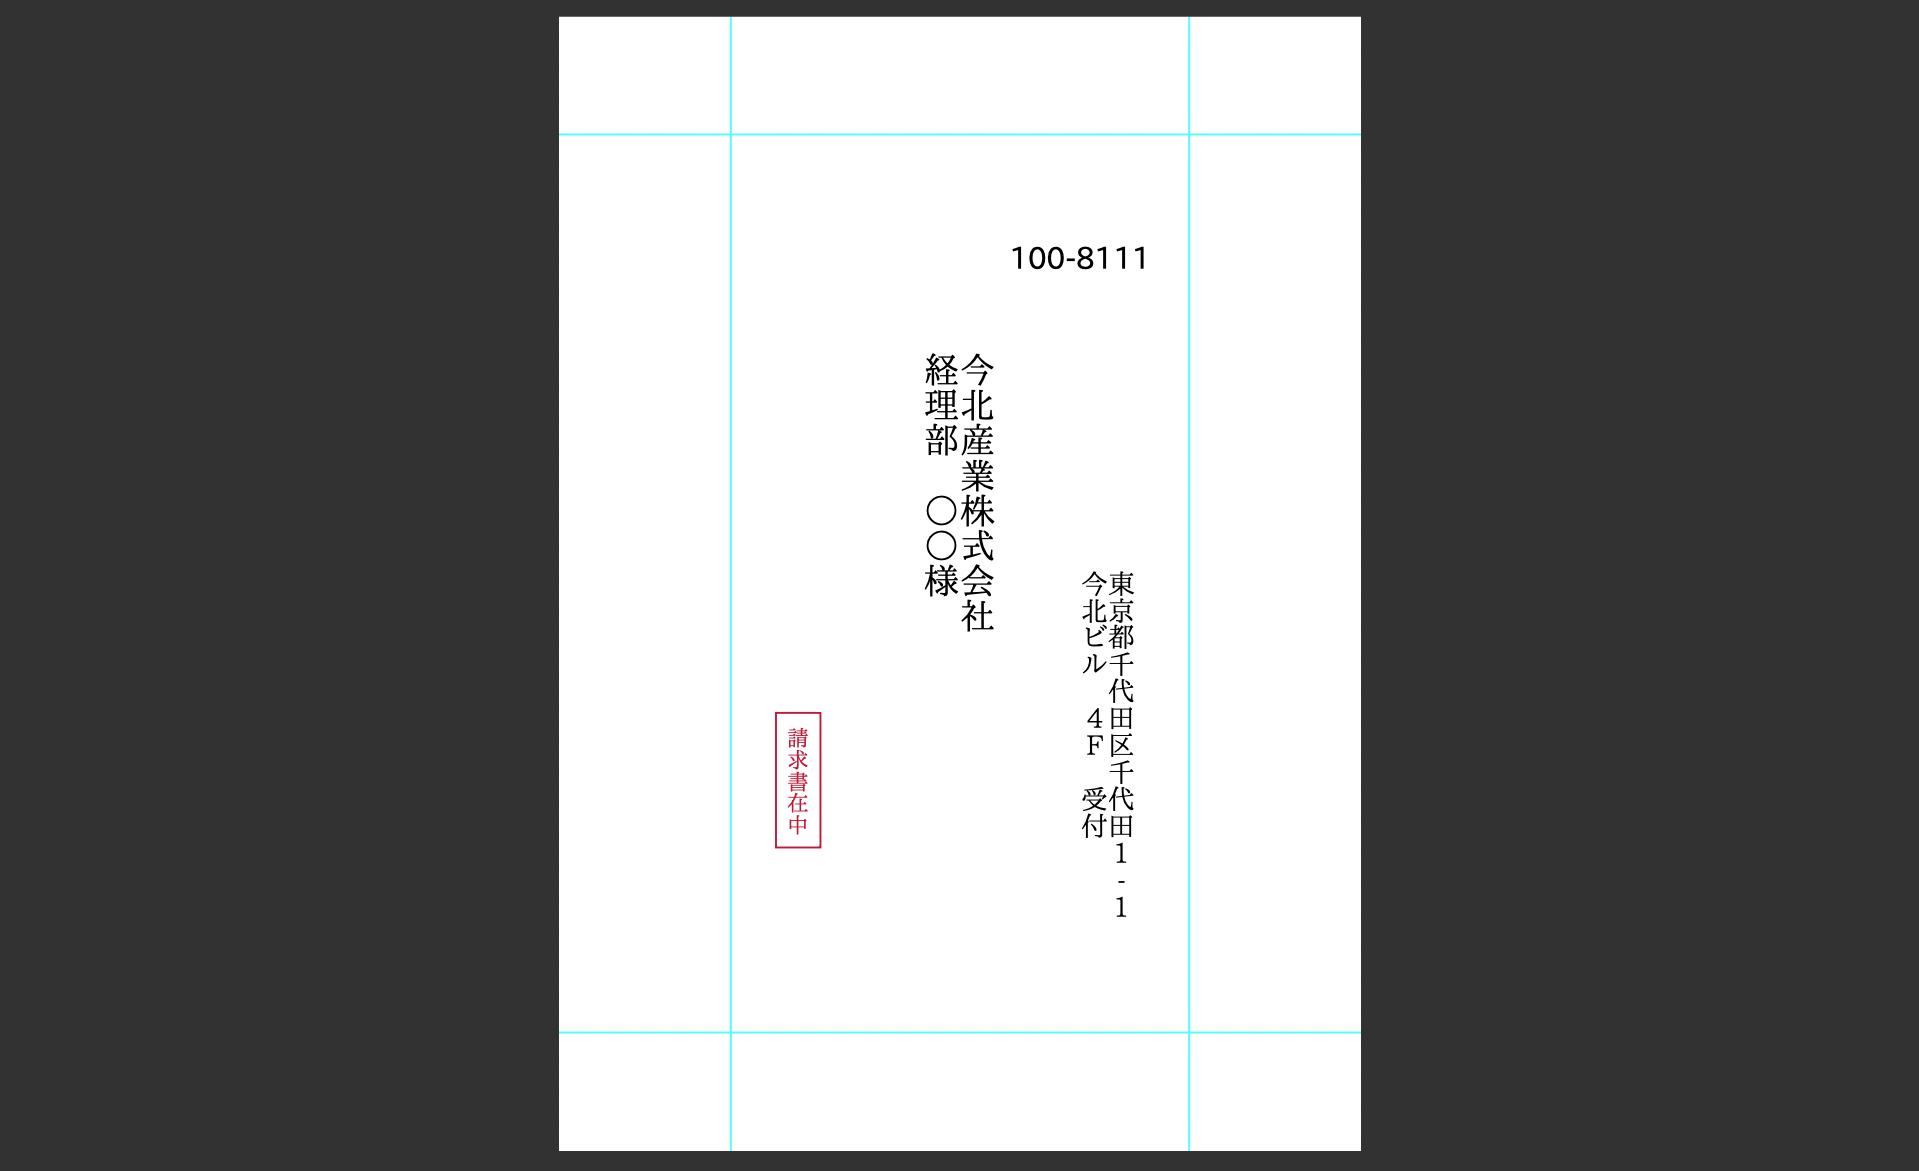 100-8111
東京都千代田区千代田1-1
今北ビル　4F　受付
今北産業株式会社
経理部　〇〇様
請求書在中